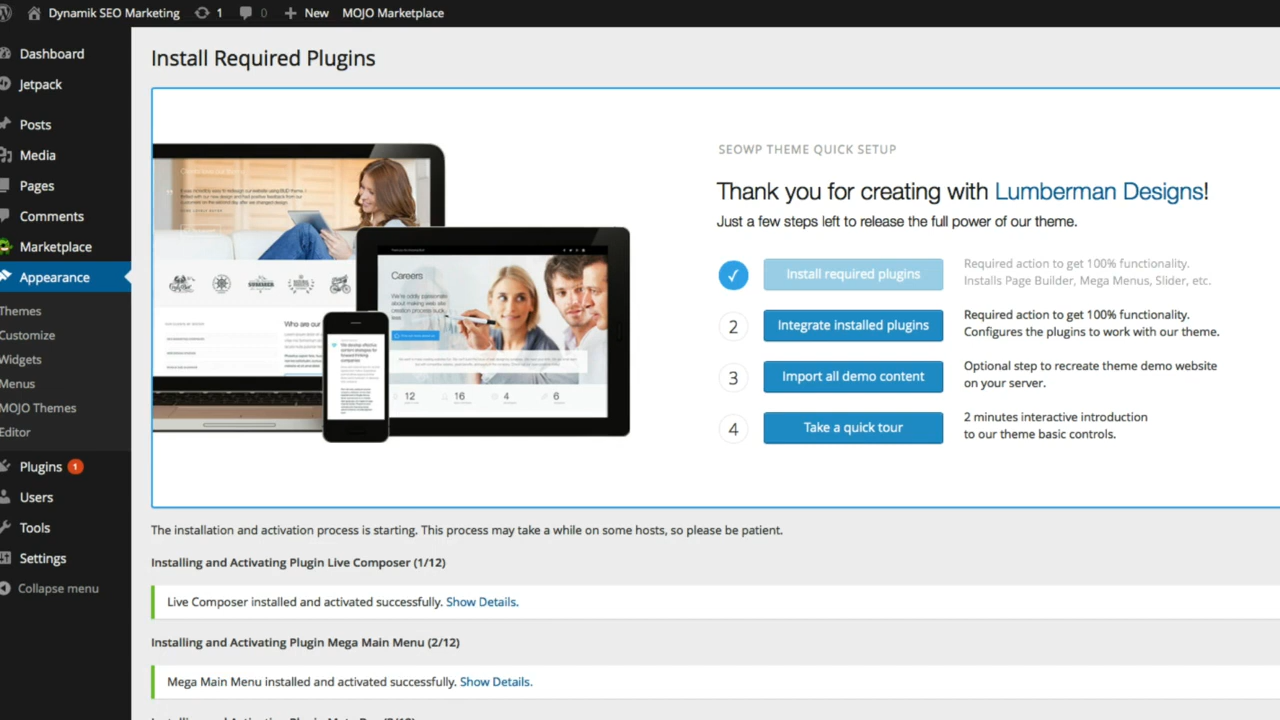 Dynamik SEO Marketing
1
0
New
MOJO Marketplace
Dashboard
Jetpack
Posts
Media
Pages
Comments
Marketplace
Appearance
Themes
Customize
Widgets
Menus
MOJO Themes
Editor
Plugins 1
Users
Tools
Settings
Collapse menu
Install Required Plugins
Careers
Who are our
12
16
4
6
SEOWP THEME QUICK SETUP
Thank you for creating with Lumberman Designs!
Just a few steps left to release the full power of our theme.
Install required plugins
Required action to get 100% functionality.
Installs Page Builder, Mega Menus, Slider, etc.
2
Integrate installed plugins
Required action to get 100% functionality.
Configures the plugins to work with our theme.
3
Import all demo content
Optional step to recreate theme demo website
on your server.
4
Take a quick tour
2 minutes interactive introduction
to our theme basic controls.
The installation and activation process is starting. This process may take a while on some hosts, so please be patient.
Installing and Activating Plugin Live Composer (1/12)
Live Composer installed and activated successfully. Show Details.
Installing and Activating Plugin Mega Main Menu (2/12)
Mega Main Menu installed and activated successfully. Show Details.